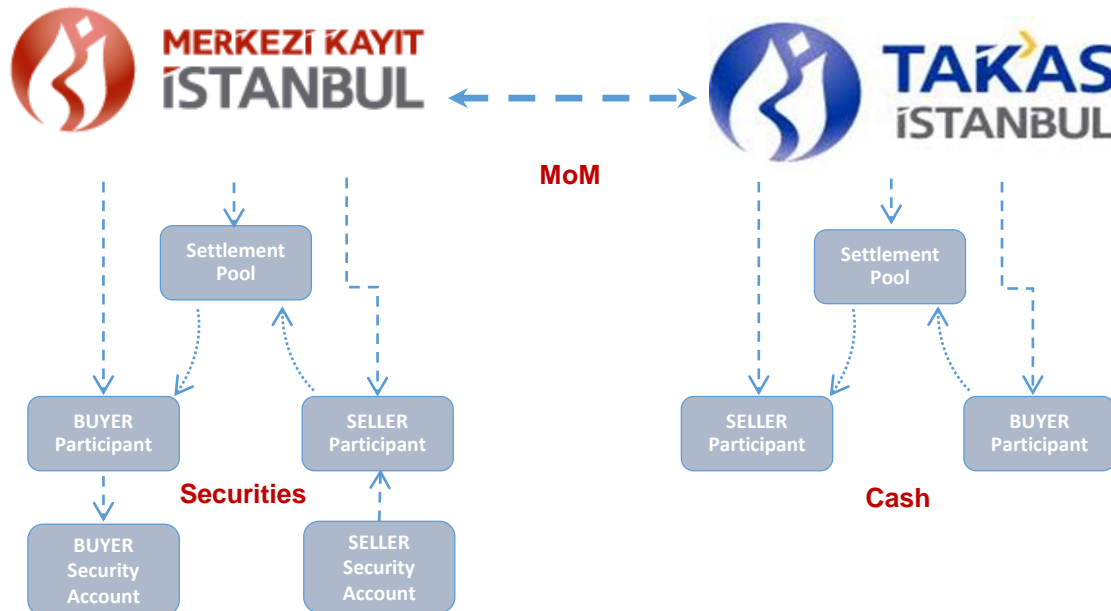 MERKEZİ KAYIT
İSTANBUL
TAKAS
İSTANBUL
MoM
Settlement
Pool
Settlement
Pool
BUYER
Participant
SELLER
Participant
SELLER
Participant
BUYER
Participant
Securities
Cash
BUYER
Security
Account
SELLER
Security
Account